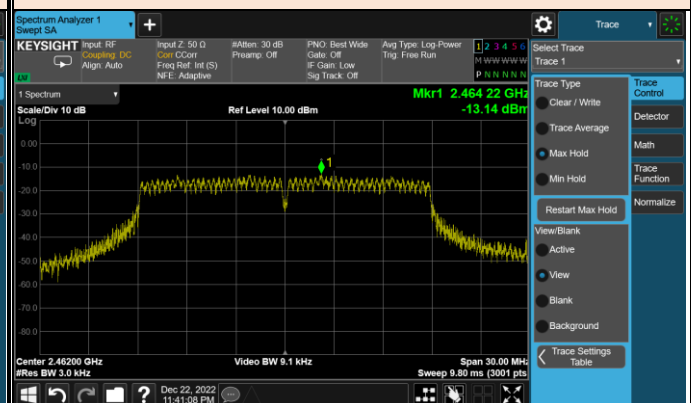 Spectrum Analyzer 1
Swept SA
Trace
KEYSIGHT
Input: RF
Coupling: DC
Align: Auto
Input Z: 50 Ω
Corr CCorr
Freq Ref: Int (S)
NFE: Adaptive
#Atten: 30 dB
Preamp: Off
PNO: Best Wide
Gate: Off
IF Gain: Low
Sig Track: Off
Avg Type: Log-Power
Trig: Free Run
1 2 3 4 5 6
M W W W W W
P N N N N N
Select Trace
Trace 1
LXI
1 Spectrum
Mkr1 2.464 22 GHz
Scale/Div 10 dB
Ref Level 10.00 dBm
-13.14 dBm
Log
1
0.00
-10.0
-20.0
-30.0
-40.0
-50.0
-60.0
-70.0
-80.0
Center 2.46200 GHz
Video BW 9.1 kHz
Span 30.00 MHz
#Res BW 3.0 kHz
Sweep 9.80 ms (3001 pts)
Trace Type
Clear / Write
Trace Average
Max Hold
Min Hold
Restart Max Hold
View/Blank
Active
View
Blank
Background
Trace Settings
Table
Trace
Control
Detector
Math
Trace
Function
Normalize
?
Dec 22, 2022
11:41:08 PM